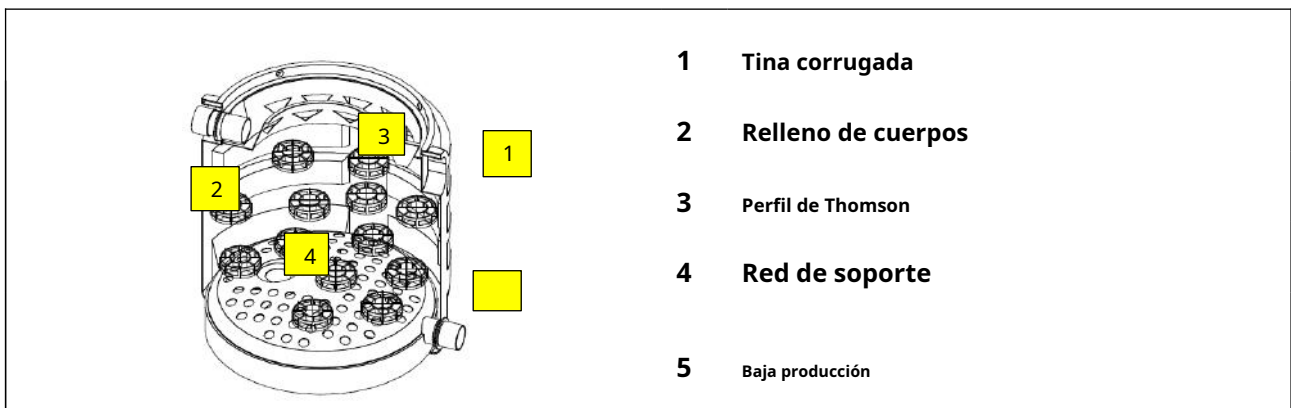 1 Tina corrugada
2 Relleno de cuerpos
3 Perfil de Thomson
4 Red de soporte
5 Baja producción
3
1
2
4